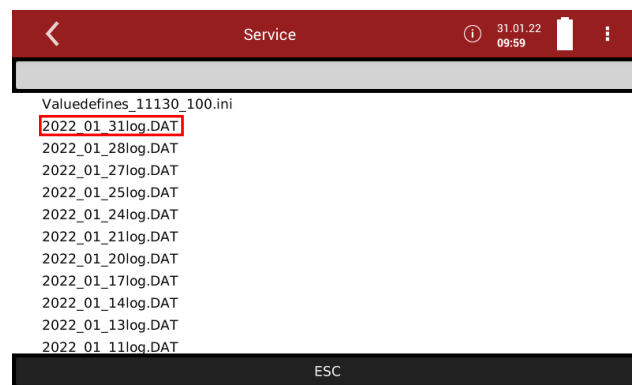 Service
31.01.22
09:59
Valuedefines_11130_100.ini
2022_01_31log.DAT
2022_01_28log.DAT
2022_01_27log.DAT
2022_01_25log.DAT
2022_01_24log.DAT
2022_01_21log.DAT
2022_01_20log.DAT
2022_01_17log.DAT
2022_01_14log.DAT
2022_01_13log.DAT
2022_01_11log.DAT
ESC